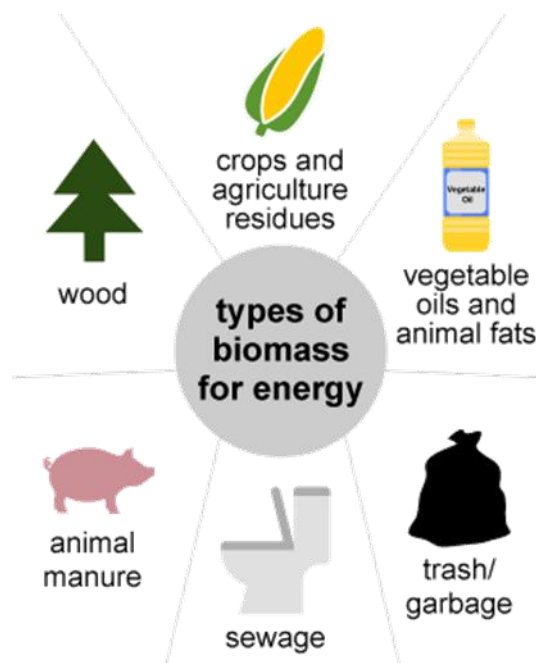 crops and
agriculture
residues
Vegetable
Oil
wood
vegetable
oils and
animal fats
types of
biomass
for energy
animal
manure
sewage
trash/
garbage